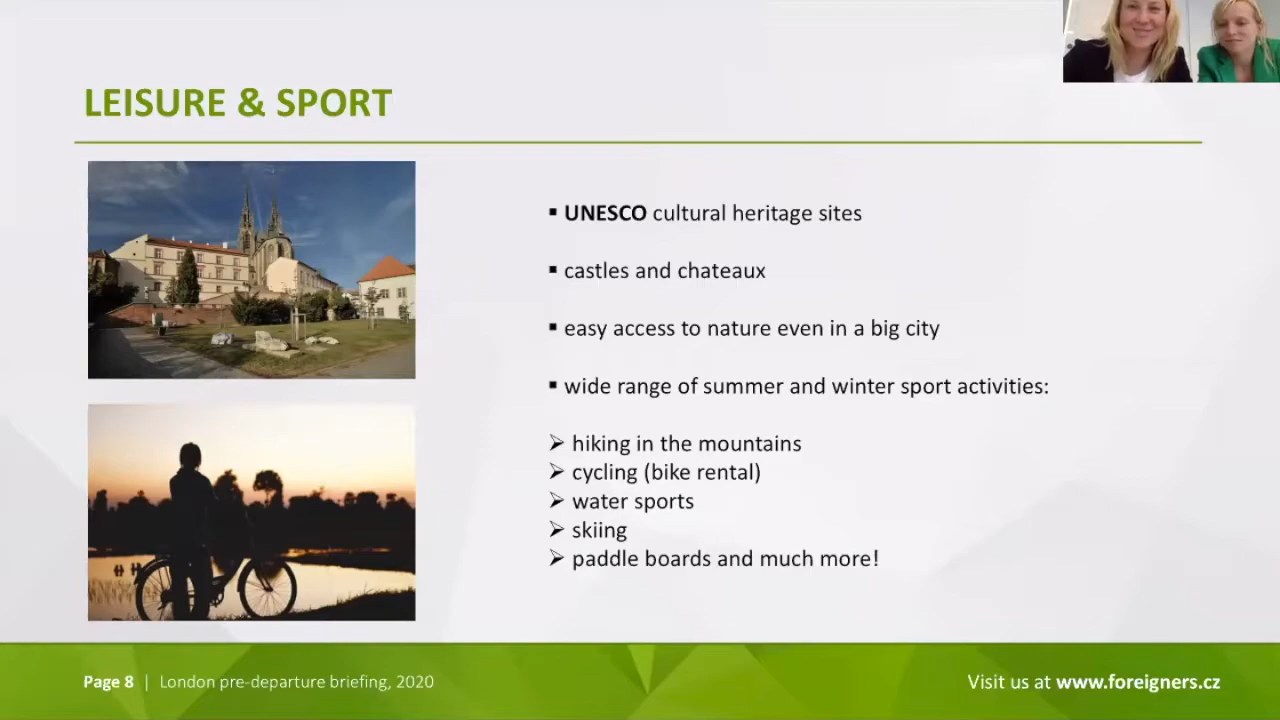 LEISURE & SPORT
▪ UNESCO cultural heritage sites
▪ castles and chateaux
▪ easy access to nature even in a big city
▪ wide range of summer and winter sport activities:
➢ hiking in the mountains
➢ cycling (bike rental)
➢ water sports
➢ skiing
➢ paddle boards and much more!
Page 8 | London pre-departure briefing, 2020
Visit us at www.foreigners.cz